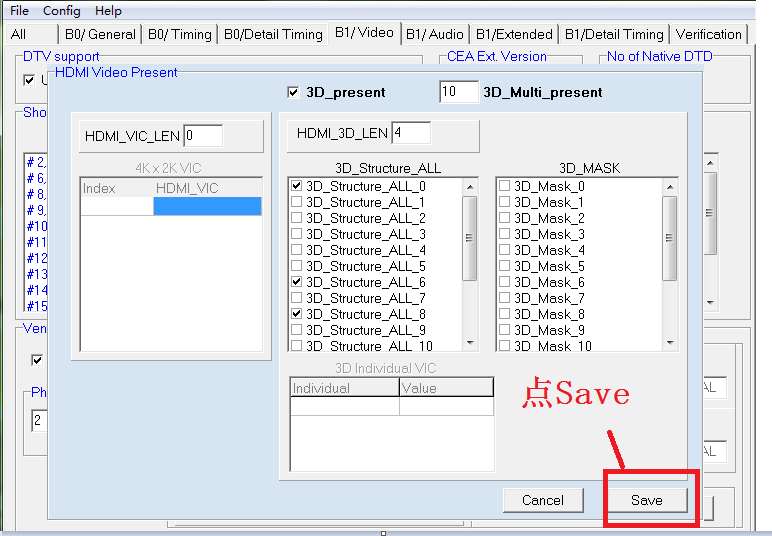 File Config Help
All B0/ General B0/ Timing B0/Detail Timing B1/ Video B1/ Audio B1/Extended B1/Detail Timing Verification
DTV support CEA Ext. Version No of Native DTD
HDMI Video Present
3D_present 10 3D_Multi_present
Sho
HDMI_VIC_LEN 0 HDMI_3D_LEN 4
4K x 2K VIC 3D_Structure_ALL 3D_MASK
# 2, Index HDMI_VIC 3D_Structure_ALL_0 3D_Mask_0
# 6, 3D_Structure_ALL_1 3D_Mask_1
# 8, 3D_Structure_ALL_2 3D_Mask_2
# 9, 3D_Structure_ALL_3 3D_Mask_3
#10 3D_Structure_ALL_4 3D_Mask_4
#11 3D_Structure_ALL_5 3D_Mask_5
#12 3D_Structure_ALL_6 3D_Mask_6
#13 3D_Structure_ALL_7 3D_Mask_7
#14 3D_Structure_ALL_8 3D_Mask_8
#15 3D_Structure_ALL_9 3D_Mask_9
3D_Structure_ALL_10 3D_Mask_10
Ven
3D Individual VIC
Individual Value
Ph
2
点Save
AL
AL
Cancel Save